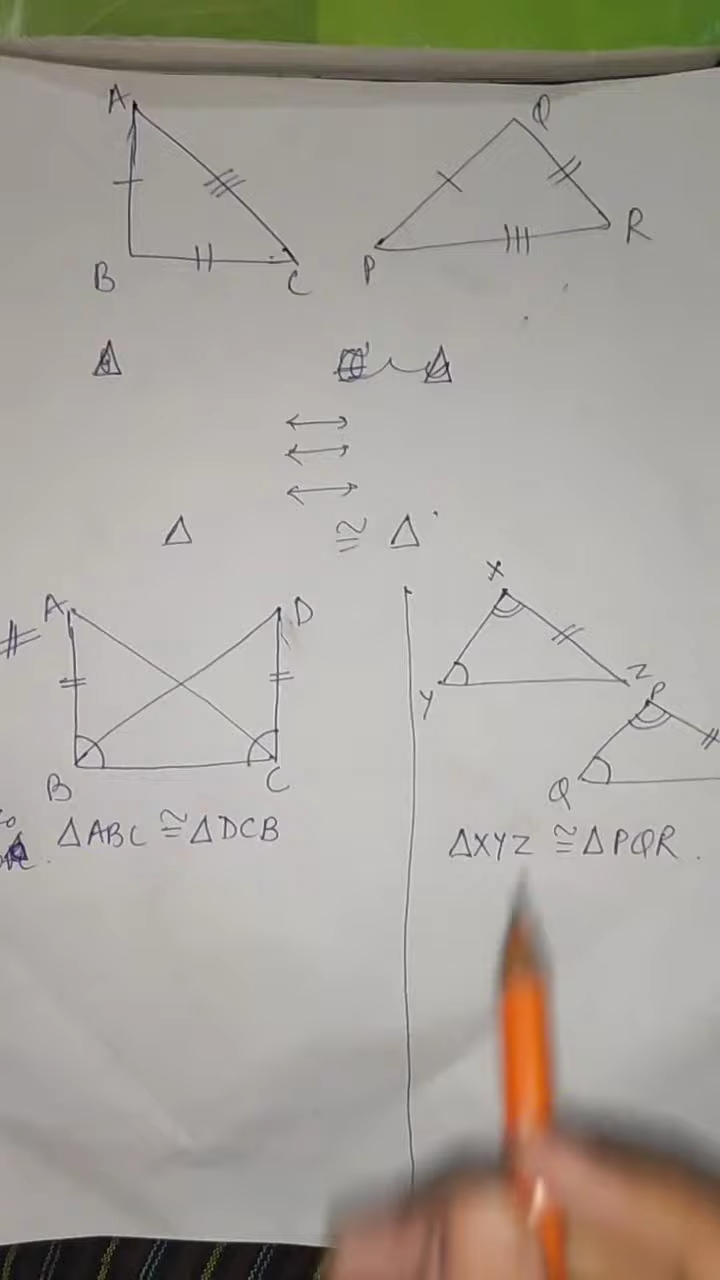 A Q
B C P R
Δ Δ
↔
↔
↔
Δ ≅ Δ
A D
B C
ΔABC ≅ ΔDCB
X
Y Z
P
Q
ΔXYZ ≅ ΔPQR.